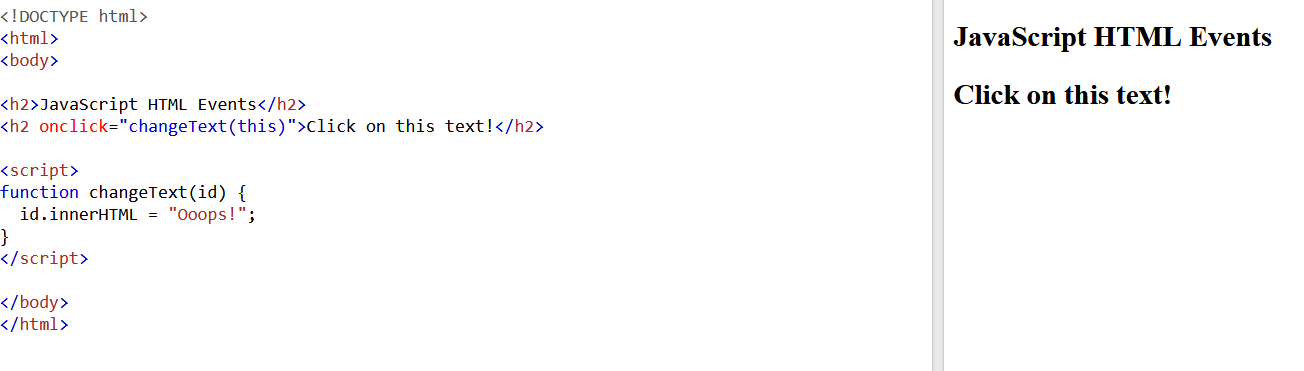 <!DOCTYPE html>
<html>
<body>
<h2>JavaScript HTML Events</h2>
<h2 onclick="changeText(this)">Click on this text!</h2>
<script>
function changeText(id) {
  id.innerHTML = "Ooops!";
}
</script>
</body>
</html>
JavaScript HTML Events
Click on this text!